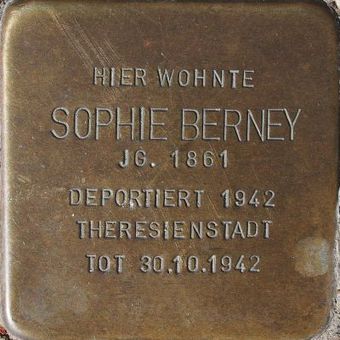 HIER WOHNTE
SOPHIE BERNEY
JG. 1861
DEPORTIERT 1942
THERESIENSTADT
TOT 30.10.1942